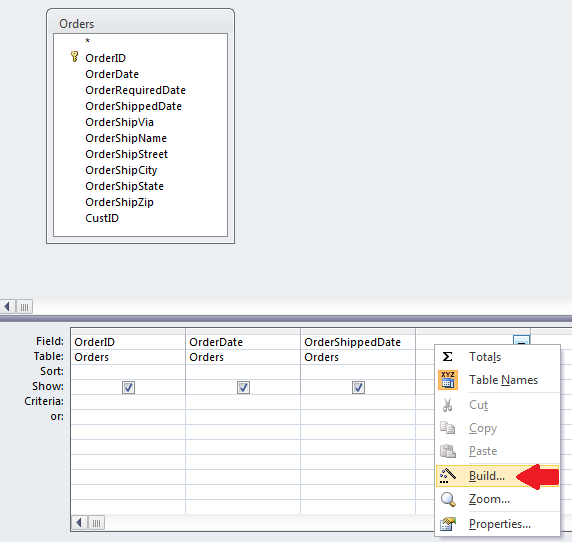 Orders
*
OrderID
OrderDate
OrderRequiredDate
OrderShippedDate
OrderShipVia
OrderShipName
OrderShipStreet
OrderShipCity
OrderShipState
OrderShipZip
CustID
Field: OrderID OrderDate OrderShippedDate
Table: Orders Orders Orders
Sort:
Show:
Criteria:
or:
Σ Totals
XYZ Table Names
Cut
Copy
Paste
Build...
Zoom...
Properties...